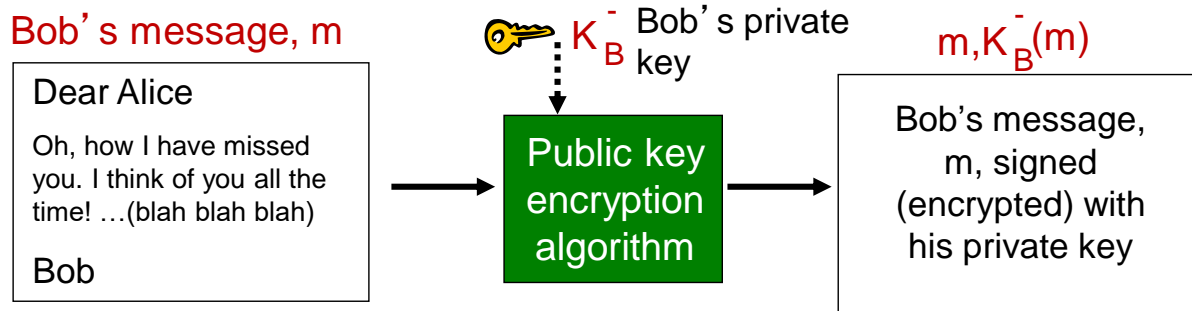 Bob's message, m
Dear Alice
Oh, how I have missed
you. I think of you all the
time! …(blah blah blah)
Bob
K_B^-
Bob's private
key
Public key
encryption
algorithm
m,K_B^-(m)
Bob's message,
m, signed
(encrypted) with
his private key